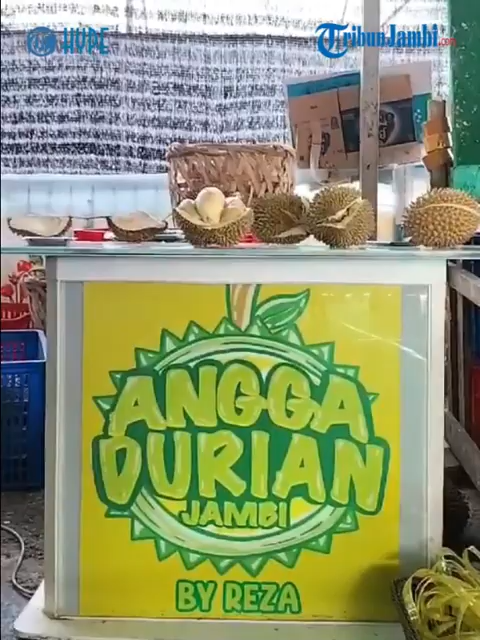 HYPE
TribunJambi.com
ANGGA
DURIAN
JAMBI
BY REZA